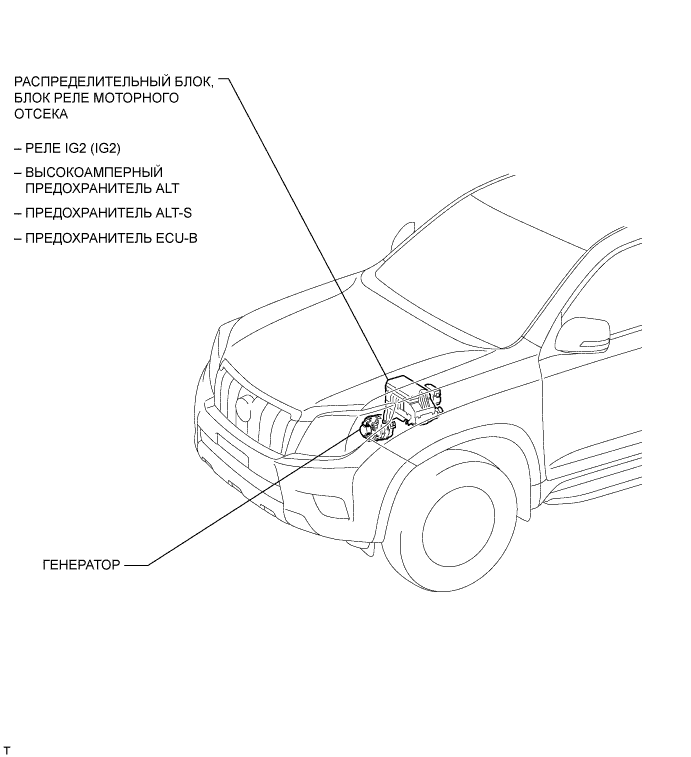 РАСПРЕДЕЛИТЕЛЬНЫЙ БЛОК,
БЛОК РЕЛЕ МОТОРНОГО
ОТСЕКА
– РЕЛЕ IG2 (IG2)
– ВЫСОКОАМПЕРНЫЙ
ПРЕДОХРАНИТЕЛЬ ALT
– ПРЕДОХРАНИТЕЛЬ ALT-S
– ПРЕДОХРАНИТЕЛЬ ECU-B
ГЕНЕРАТОР
T